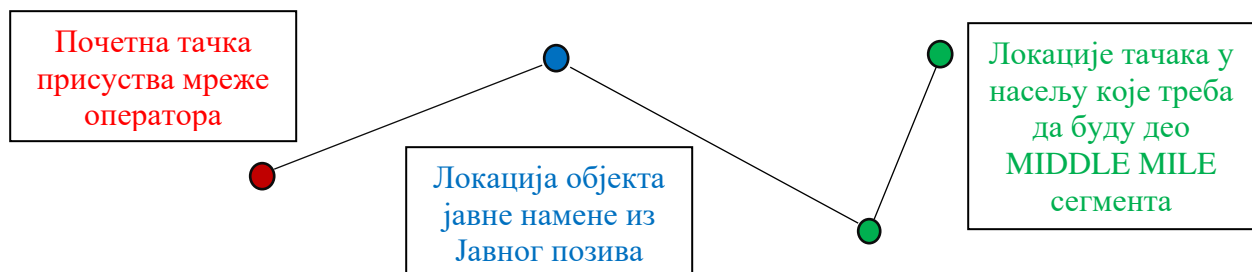 Почетна тачка
присуства мреже
оператора
Локација објекта
јавне намене из
Јавног позива
Локације тачака у
насељу које треба
да буду део
MIDDLE MILE
сегмента